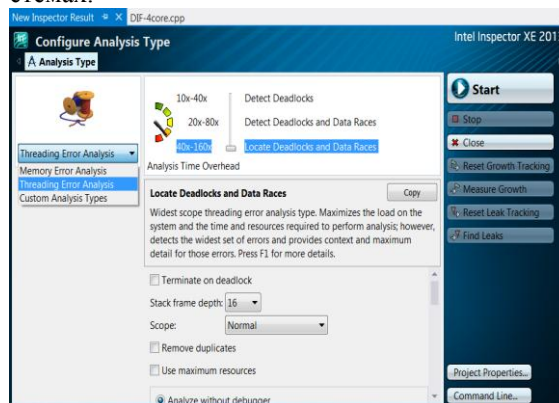 New Inspector Result
DIF-4core.cpp
Configure Analysis Type
Intel Inspector XE 201
Analysis Type
10x-40x Detect Deadlocks
20x-80x Detect Deadlocks and Data Races
40x-160x Locate Deadlocks and Data Races
Analysis Time Overhead
Threading Error Analysis
Memory Error Analysis
Threading Error Analysis
Custom Analysis Types
Locate Deadlocks and Data Races
Copy
Widest scope threading error analysis type. Maximizes the load on the
system and the time and resources required to perform analysis; however,
detects the widest set of errors and provides context and maximum
detail for those errors. Press F1 for more details.
Terminate on deadlock
Stack frame depth: 16
Scope: Normal
Remove duplicates
Use maximum resources
Analyze without debugger
Start
Stop
Close
Reset Growth Tracking
Measure Growth
Reset Leak Tracking
Find Leaks
Project Properties...
Command Line...